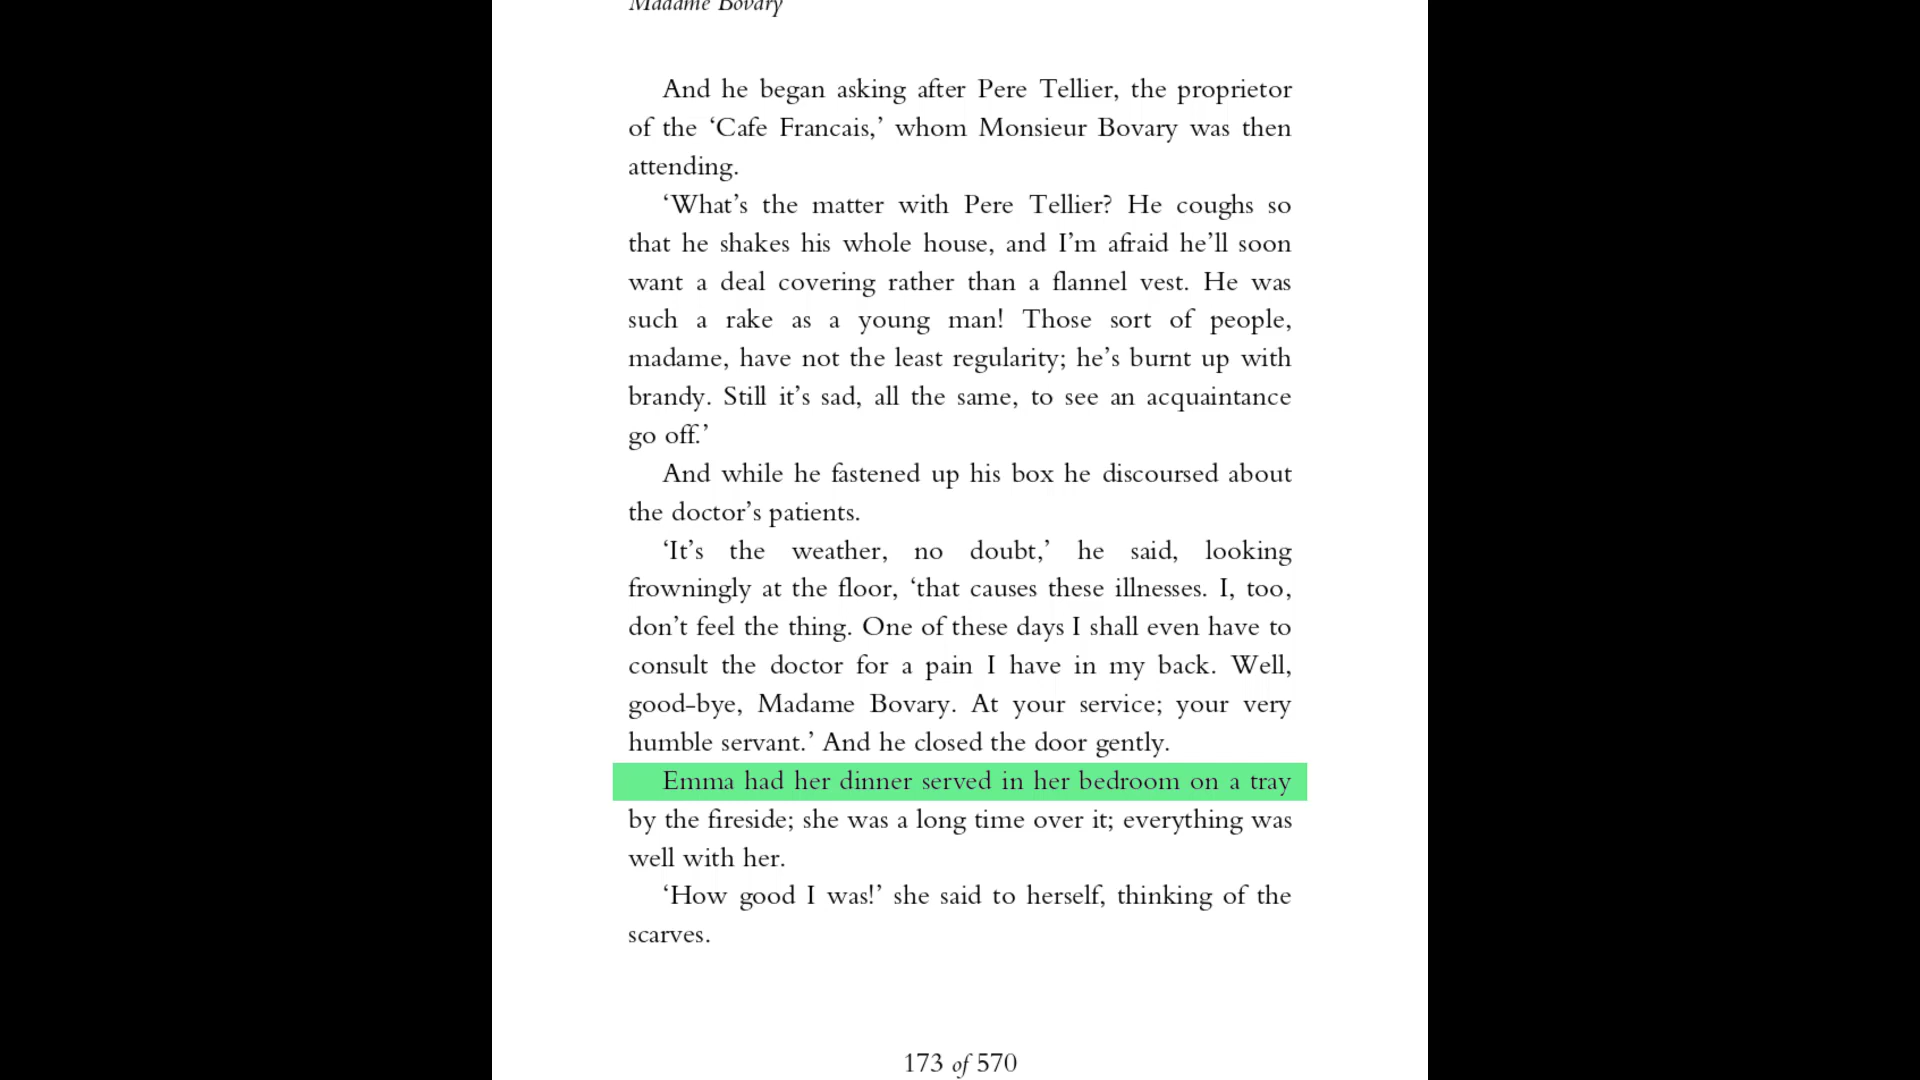 Madame Bovary
And he began asking after Pere Tellier, the proprietor
of the ‘Cafe Francais,’ whom Monsieur Bovary was then
attending.
‘What’s the matter with Pere Tellier? He coughs so
that he shakes his whole house, and I’m afraid he’ll soon
want a deal covering rather than a flannel vest. He was
such a rake as a young man! Those sort of people,
madame, have not the least regularity; he’s burnt up with
brandy. Still it’s sad, all the same, to see an acquaintance
go off.’
And while he fastened up his box he discoursed about
the doctor’s patients.
‘It’s the weather, no doubt,’ he said, looking
frowningly at the floor, ‘that causes these illnesses. I, too,
don’t feel the thing. One of these days I shall even have to
consult the doctor for a pain I have in my back. Well,
good-bye, Madame Bovary. At your service; your very
humble servant.’ And he closed the door gently.
Emma had her dinner served in her bedroom on a tray
by the fireside; she was a long time over it; everything was
well with her.
‘How good I was!’ she said to herself, thinking of the
scarves.
173 of 570